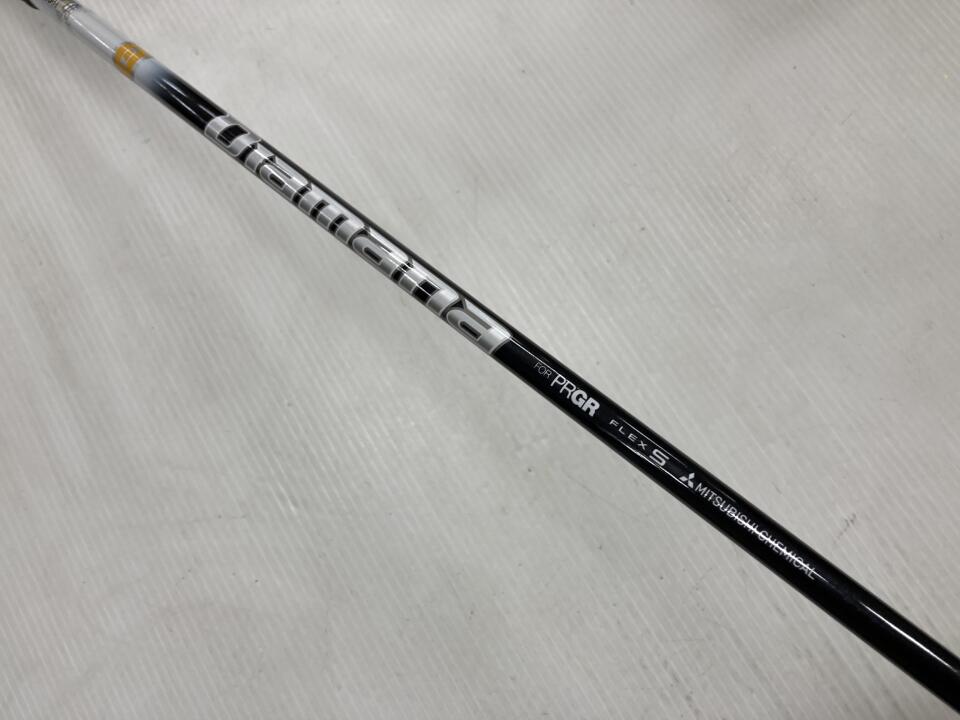 Diamana
FOR PRGR FLEX S MITSUBISHI CHEMICAL